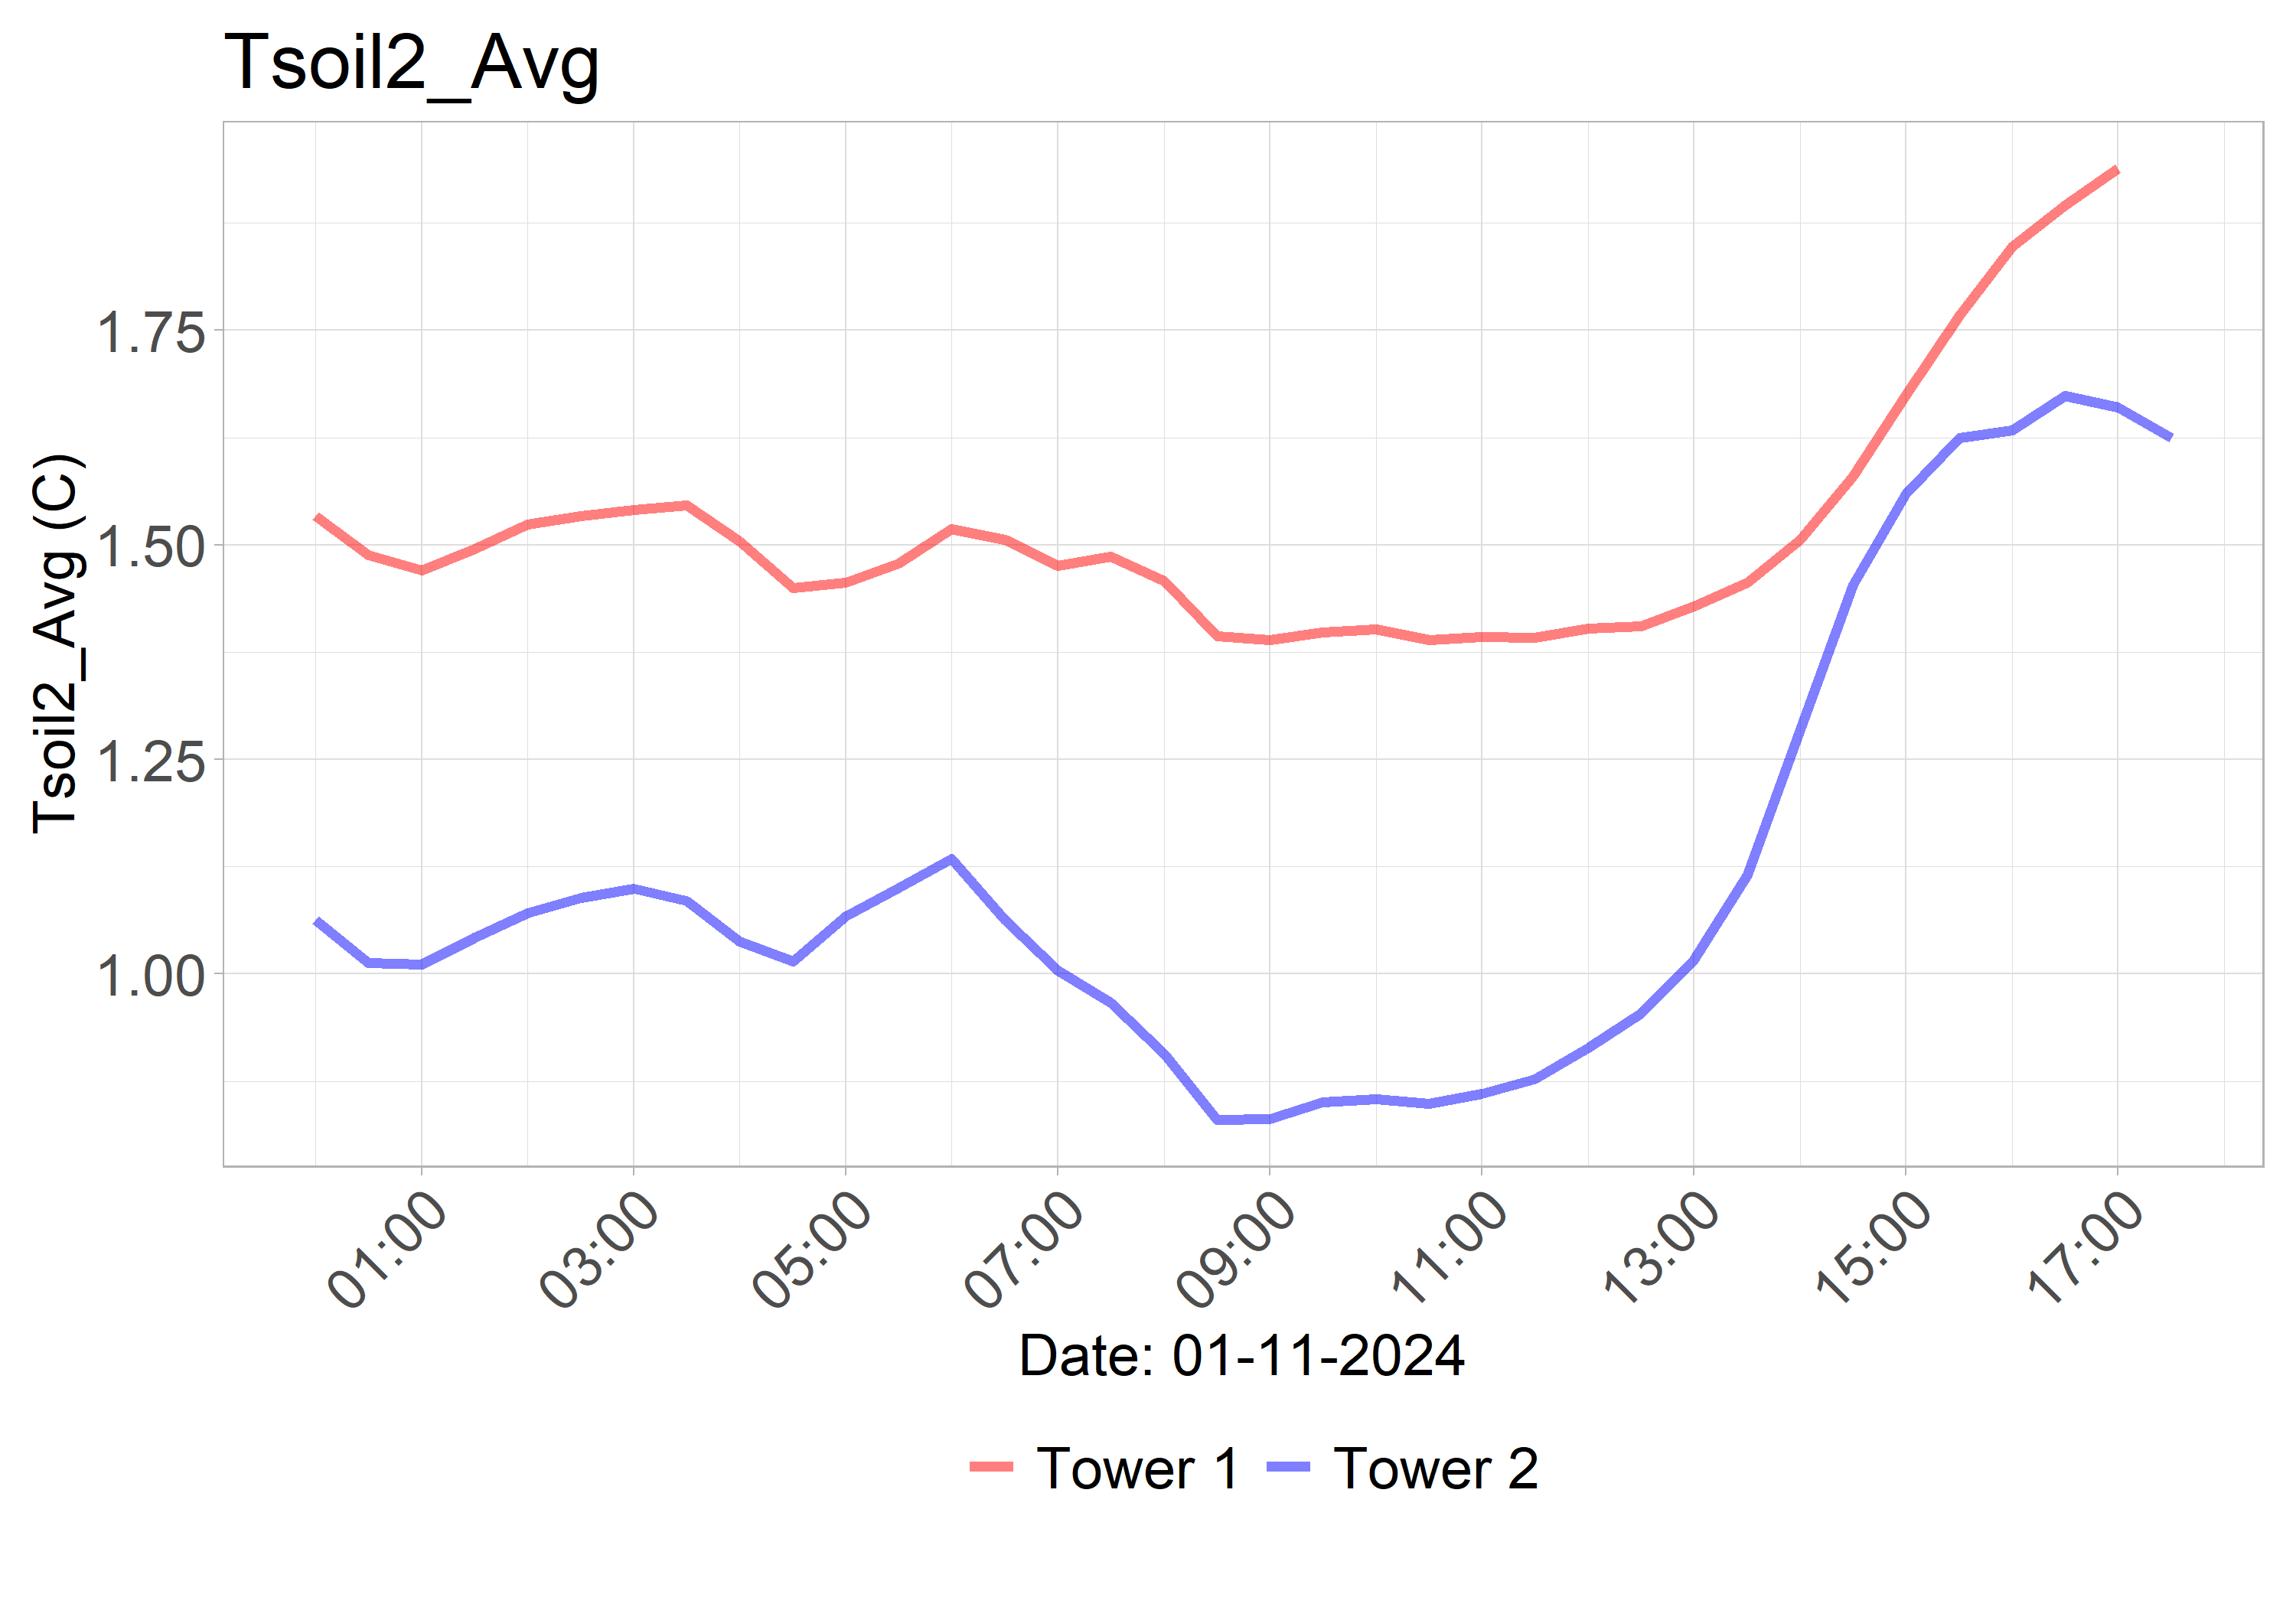 Tsoil2_Avg
Tsoil2_Avg (C)
1.75
1.50
1.25
1.00
01:00 03:00 05:00 07:00 09:00 11:00 13:00 15:00 17:00
Date: 01-11-2024
Tower 1 Tower 2